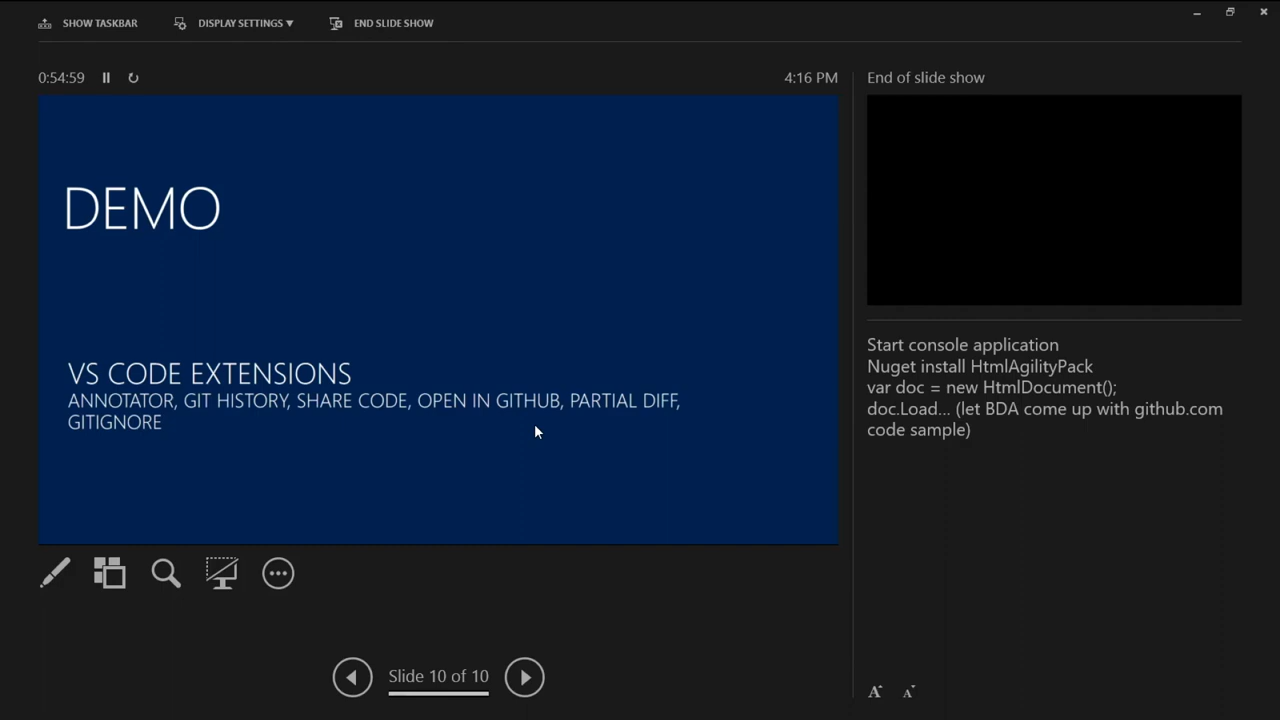 SHOW TASKBAR
DISPLAY SETTINGS ▼
END SLIDE SHOW
0:54:59
4:16 PM
End of slide show
DEMO
VS CODE EXTENSIONS
ANNOTATOR, GIT HISTORY, SHARE CODE, OPEN IN GITHUB, PARTIAL DIFF,
GITIGNORE
Start console application
Nuget install HtmlAgilityPack
var doc = new HtmlDocument();
doc.Load... (let BDA come up with github.com
code sample)
Slide 10 of 10
A
A